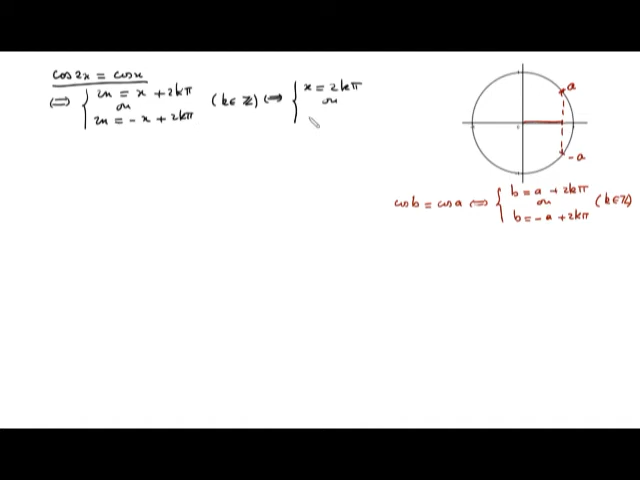 cos 2x = cos x
⟺ { 2x = x + 2kπ
ou
2x = - x + 2kπ
(k ∈ ℤ) ⟺ { x = 2kπ
ou
a
-a
cos b = cos a ⟺ { b = a + 2kπ
ou
b = - a + 2kπ
(k ∈ ℤ)